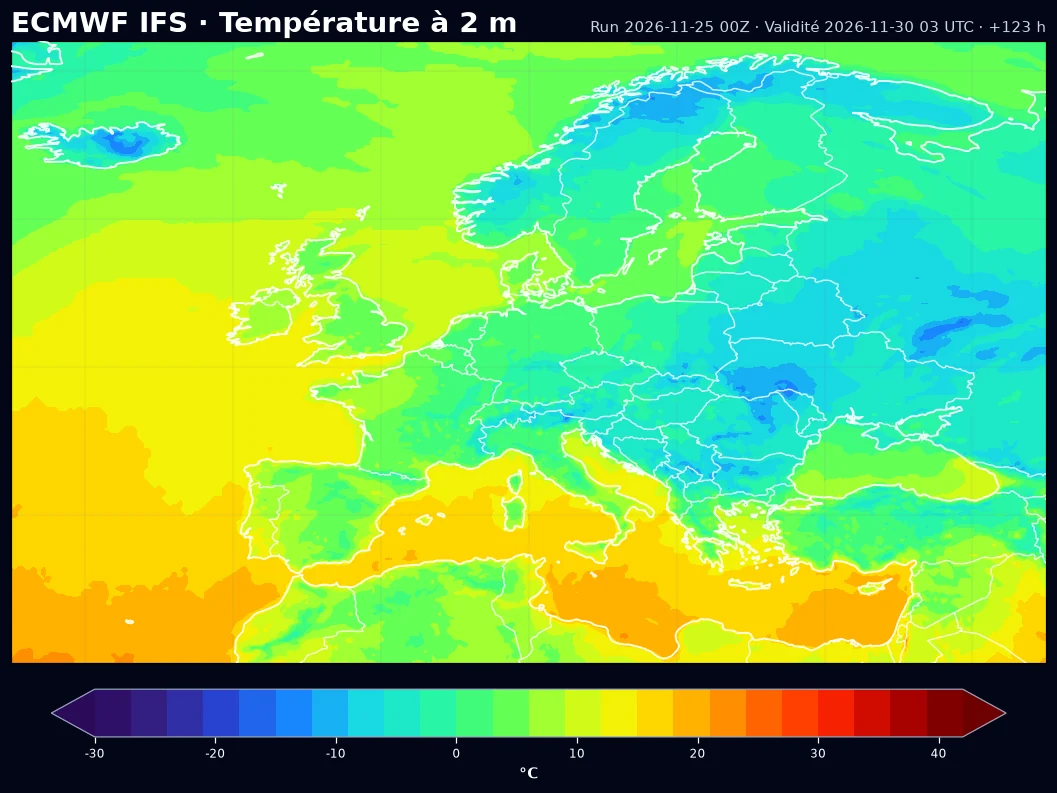 ECMWF IFS · Température à 2 m
Run 2026-11-25 00Z · Validité 2026-11-30 03 UTC · +123 h
-30 -20 -10 0 10 20 30 40
°C